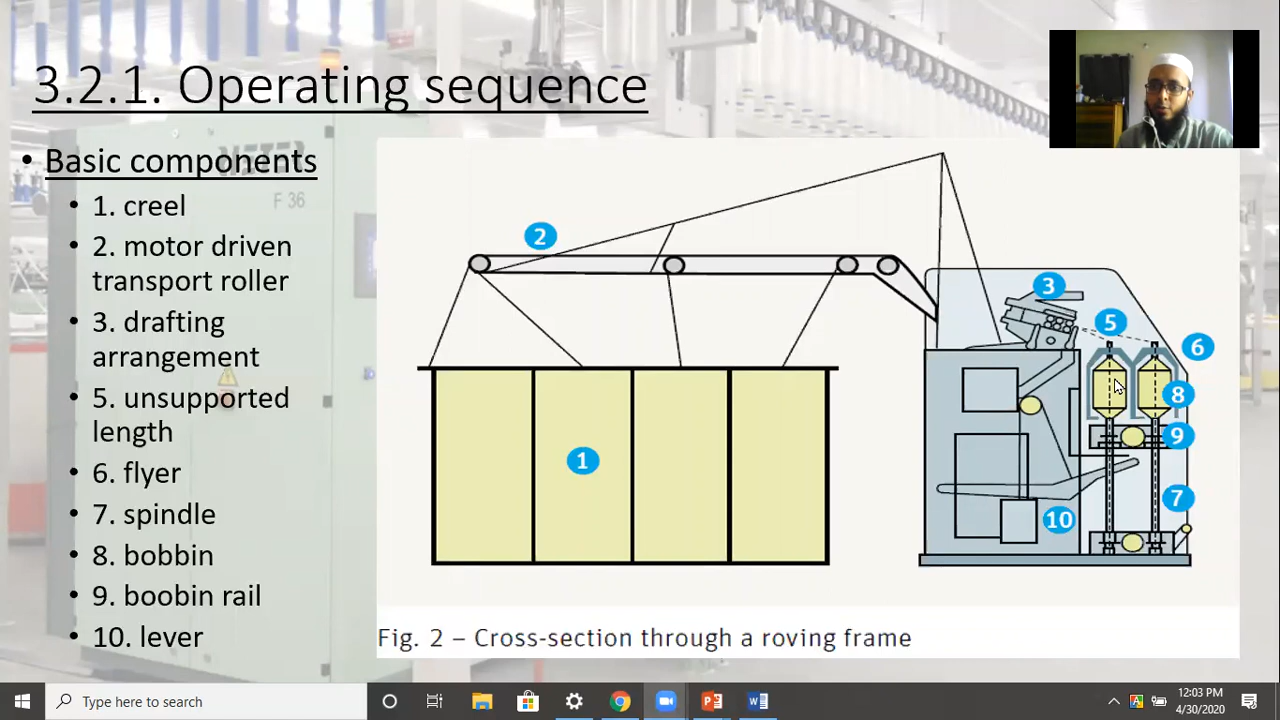 3.2.1. Operating sequence
• Basic components
• 1. creel
• 2. motor driven
transport roller
• 3. drafting
arrangement
• 5. unsupported
length
• 6. flyer
• 7. spindle
• 8. bobbin
• 9. boobin rail
• 10. lever
F 36
2
3
5
6
8
9
1
7
10
Fig. 2 – Cross-section through a roving frame
Type here to search
12:03 PM
4/30/2020